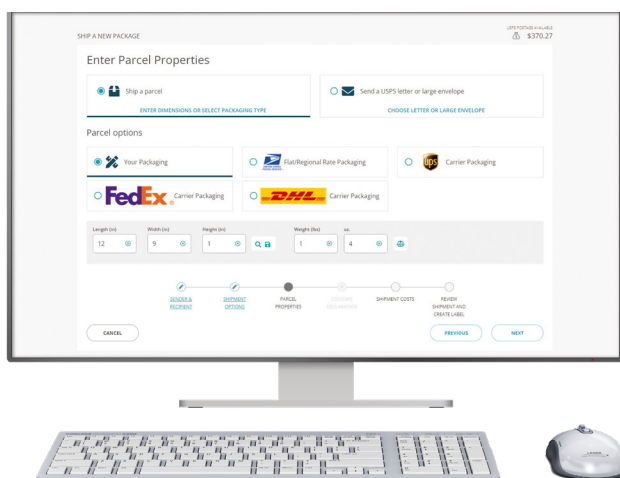 USPS POSTAGE AVAILABLE
SHIP A NEW PACKAGE
$370.27
Enter Parcel Properties
Ship a parcel
ENTER DIMENSIONS OR SELECT PACKAGING TYPE
Send a USPS letter or large envelope
CHOOSE LETTER OR LARGE ENVELOPE
Parcel options
Your Packaging
Flat/Regional Rate Packaging
ups Carrier Packaging
FedEx Carrier Packaging
DHL Carrier Packaging
Length (in) Width (in) Height (in) Weight (lbs) oz.
12 9 1 1 4
SENDER & RECIPIENT
SHIPMENT OPTIONS
PARCEL PROPERTIES
CUSTOMS DECLARATION
SHIPMENT COSTS
REVIEW SHIPMENT AND CREATE LABEL
CANCEL
PREVIOUS
NEXT